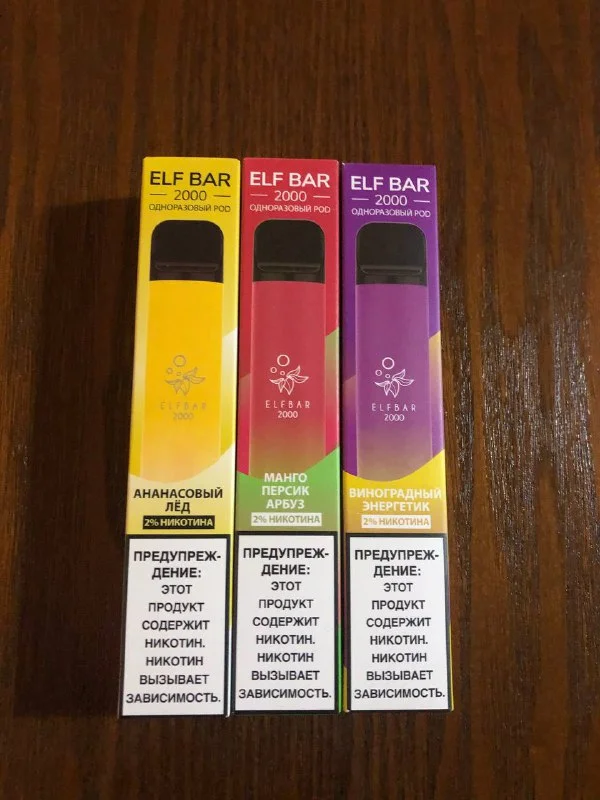 ELF BAR
2000
ОДНОРАЗОВЫЙ POD
ELFBAR
2000
АНАНАСОВЫЙ
ЛЁД
2% НИКОТИНА
ПРЕДУПРЕЖ-
ДЕНИЕ:
ЭТОТ
ПРОДУКТ
СОДЕРЖИТ
НИКОТИН.
НИКОТИН
ВЫЗЫВАЕТ
ЗАВИСИМОСТЬ.
ELF BAR
2000
ОДНОРАЗОВЫЙ POD
ELFBAR
2000
МАНГО
ПЕРСИК
АРБУЗ
2% НИКОТИНА
ПРЕДУПРЕЖ-
ДЕНИЕ:
ЭТОТ
ПРОДУКТ
СОДЕРЖИТ
НИКОТИН.
НИКОТИН
ВЫЗЫВАЕТ
ЗАВИСИМОСТЬ.
ELF BAR
2000
ОДНОРАЗОВЫЙ POD
ELFBAR
2000
ВИНОГРАДНЫЙ
ЭНЕРГЕТИК
2% НИКОТИНА
ПРЕДУПРЕЖ-
ДЕНИЕ:
ЭТОТ
ПРОДУКТ
СОДЕРЖИТ
НИКОТИН.
НИКОТИН
ВЫЗЫВАЕТ
ЗАВИСИМОСТЬ.